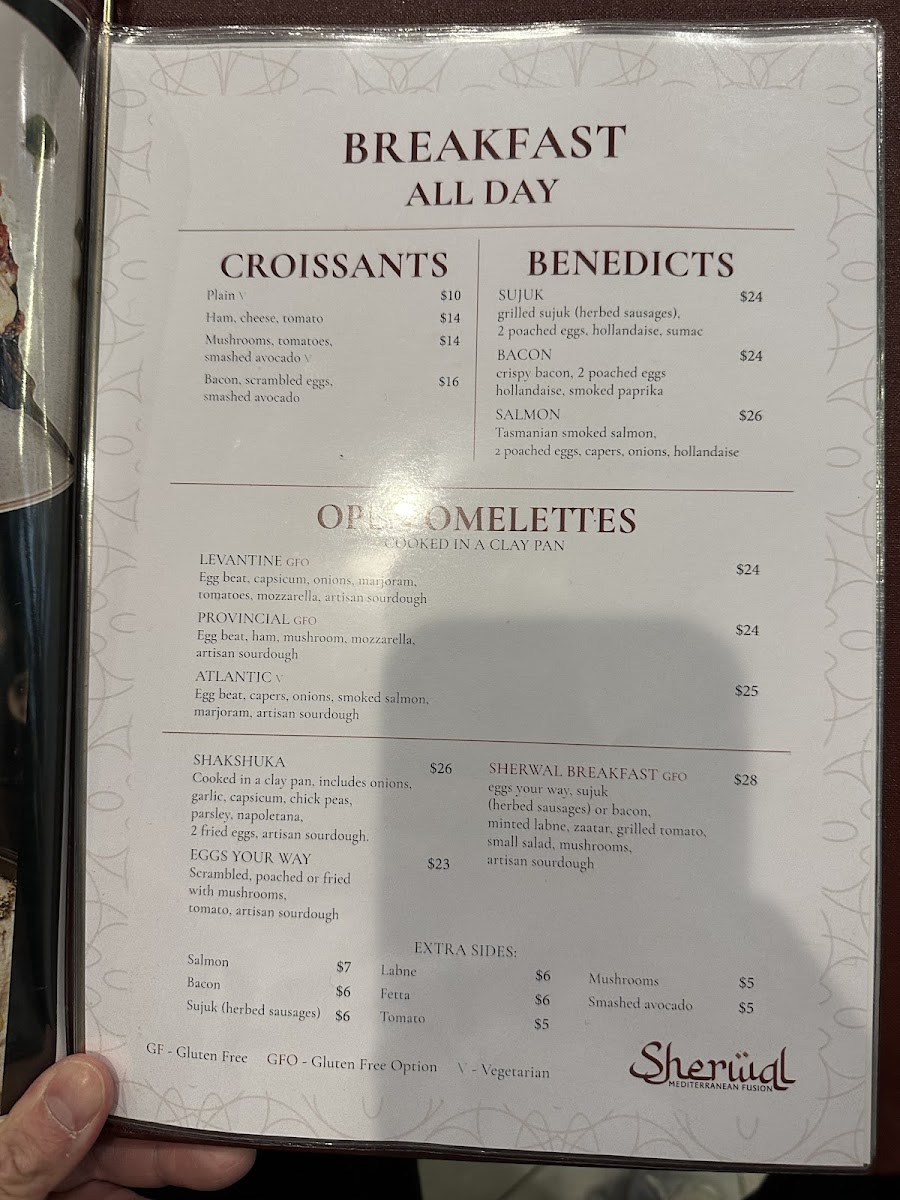 BREAKFAST
ALL DAY
CROISSANTS
Plain V $10
Ham, cheese, tomato $14
Mushrooms, tomatoes, $14
smashed avocado V
Bacon, scrambled eggs, $16
smashed avocado
BENEDICTS
SUJUK $24
grilled sujuk (herbed sausages),
2 poached eggs, hollandaise, sumac
BACON $24
crispy bacon, 2 poached eggs
hollandaise, smoked paprika
SALMON $26
Tasmanian smoked salmon,
2 poached eggs, capers, onions, hollandaise
OPEN OMELETTES
COOKED IN A CLAY PAN
LEVANTINE GFO $24
Egg beat, capsicum, onions, marjoram,
tomatoes, mozzarella, artisan sourdough
PROVINCIAL GFO $24
Egg beat, ham, mushroom, mozzarella,
artisan sourdough
ATLANTIC V $25
Egg beat, capers, onions, smoked salmon,
marjoram, artisan sourdough
SHAKSHUKA $26
Cooked in a clay pan, includes onions,
garlic, capsicum, chick peas,
parsley, napoletana,
2 fried eggs, artisan sourdough.
EGGS YOUR WAY $23
Scrambled, poached or fried
with mushrooms,
tomato, artisan sourdough
SHERWAL BREAKFAST GFO $28
eggs your way, sujuk
(herbed sausages) or bacon,
minted labne, zaatar, grilled tomato,
small salad, mushrooms,
artisan sourdough
EXTRA SIDES:
Salmon $7
Bacon $6
Sujuk (herbed sausages) $6
Labne $6
Fetta $6
Tomato $5
Mushrooms $5
Smashed avocado $5
GF - Gluten Free GFO - Gluten Free Option V - Vegetarian
Sherüal
MEDITERRANEAN FUSION